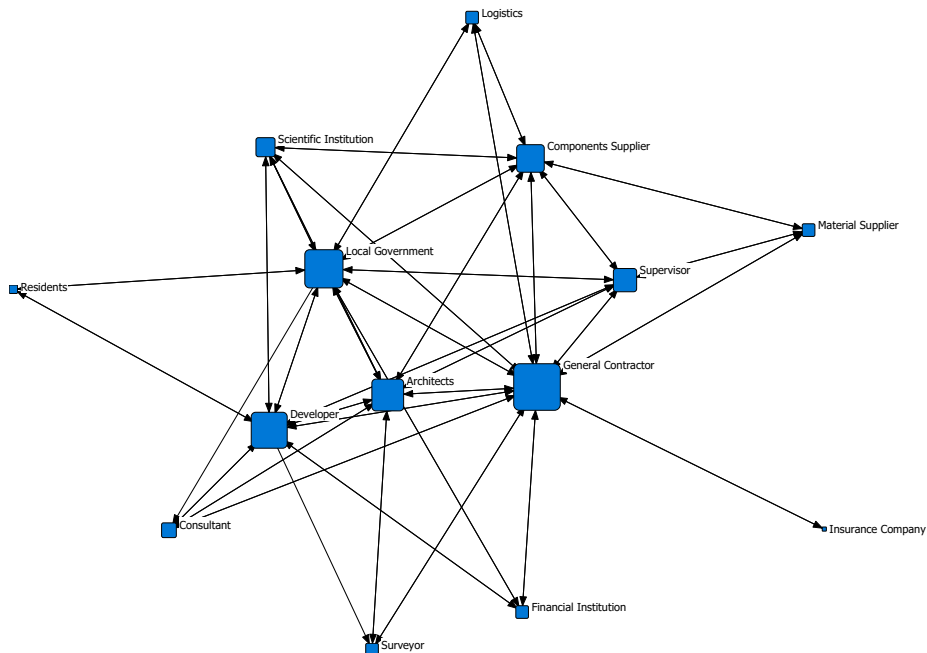 Logistics
Scientific Institution
Components Supplier
Material Supplier
Local Government
Supervisor
Residents
General Contractor
Architects
Developer
Consultant
Insurance Company
Financial Institution
Surveyor